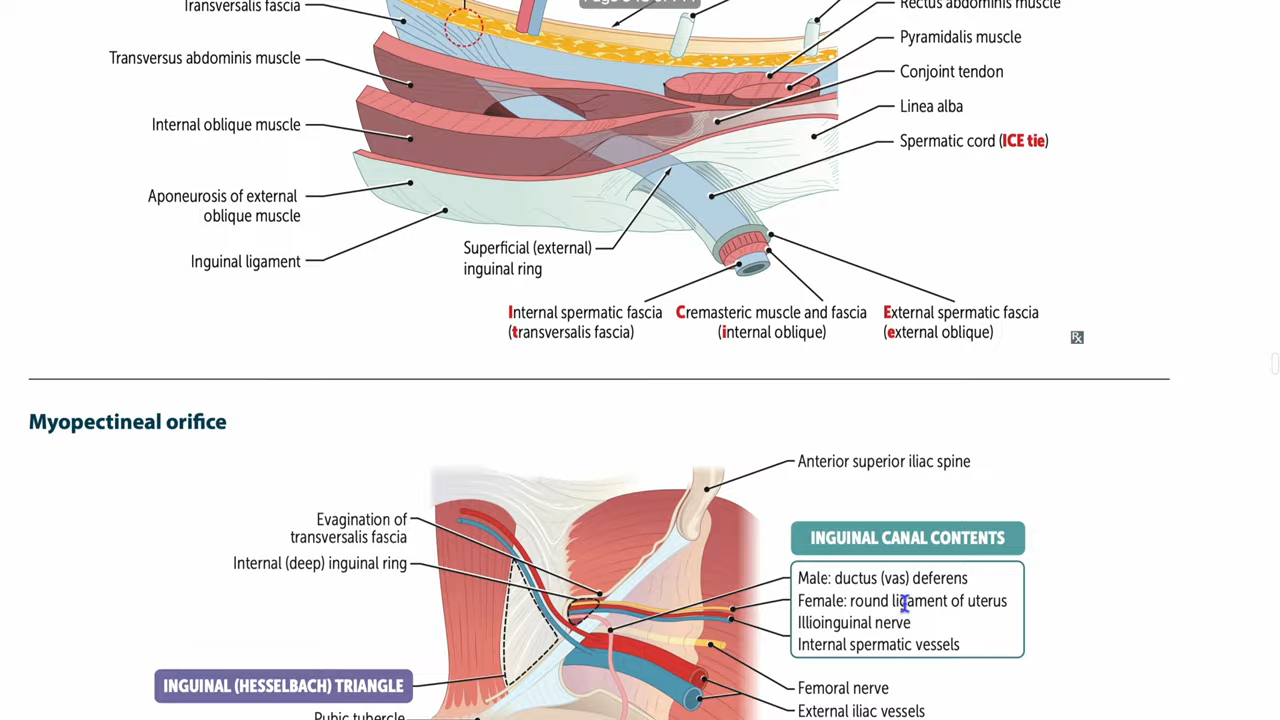 Transversalis fascia
Rectus abdominis muscle
Pyramidalis muscle
Transversus abdominis muscle
Conjoint tendon
Linea alba
Internal oblique muscle
Spermatic cord (ICE tie)
Aponeurosis of external
oblique muscle
Superficial (external)
inguinal ring
Inguinal ligament
Internal spermatic fascia
(transversalis fascia)
Cremasteric muscle and fascia
(internal oblique)
External spermatic fascia
(external oblique)
Rx
Myopectineal orifice
Anterior superior iliac spine
Evagination of
transversalis fascia
Internal (deep) inguinal ring
INGUINAL CANAL CONTENTS
Male: ductus (vas) deferens
Female: round ligament of uterus
Illioinguinal nerve
Internal spermatic vessels
INGUINAL (HESSELBACH) TRIANGLE
Femoral nerve
External iliac vessels
Pubic tubercle